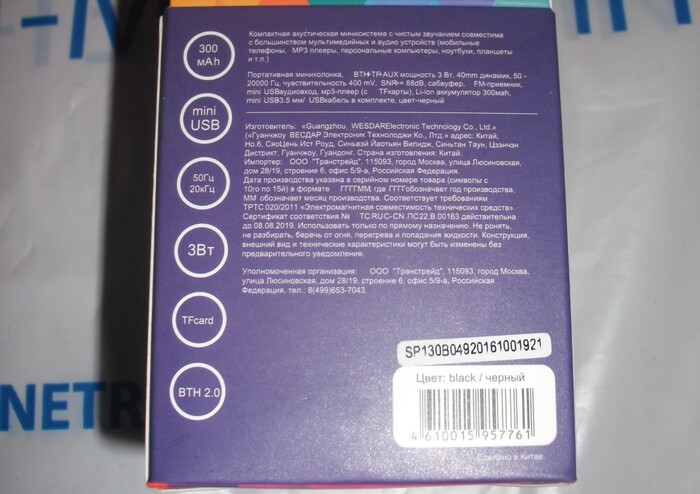 300
мAh
mini
USB
50Гц
20кГц
3Вт
TFcard
BTH 2.0
Компактная акустическая минисистема с чистым звучанием совместима
с большинством мультимедийных и аудио устройств (мобильные
телефоны, MP3 плееры, персональные компьютеры, ноутбуки, планшеты
и т.п.)
Портативная миниколонка, BTH+TF+AUX мощность 3 Вт, 40mm динамик, 50 -
20000 Гц, чувствительность 400 mV, SNR>= 88dB, сабвуфер, FM-приемник,
mini USBаудиовход, мр3-плеер (с TFкарты), Li-ion аккумулятор 300мah,
mini USB3.5 мм/ USBкабель в комплекте, цвет-черный
Изготовитель: «Guangzhou WESDARElectronic Technology Co., Ltd.»
(«Гуанчжоу ВЕСДАР Электроник Технолоджи Ко., Лтд.» адрес: Китай,
Но.6, СяоЦень Ист Роуд, Синьвэй Йаотьян Вилидж, Синьтан Таун, Цзэнчэн
Дистрикт, Гуанчжоу, Гуандонг. Страна изготовления: Китай.
Импортер: ООО "Транстрейд", 115093, город Москва, улица Люсиновская,
дом 28/19, строение 6, офис 5/9-а, Российская Федерация.
Дата производства указана в серийном номере товара (символы с
10го по 15й) в формате ГГГГММ, где ГГГГобозначает год производства,
ММ обозначает месяц производства. Соответствует требованиям
ТРТС 020/2011 «Электромагнитная совместимость технических средств».
Сертификат соответствия № TC RU C-CN.ЛС22.В.00163 действительна
до 08.08.2019. Использовать только по прямому назначению. Не ронять,
не разбирать, беречь от огня, перегрева и попадания жидкости. Конструкция,
внешний вид и технические характеристики могут быть изменены без
предварительного уведомления.
Уполномоченная организация: ООО "Транстрейд", 115093, город Москва,
улица Люсиновская, дом 28/19, строение 6, офис 5/9-а, Российская
Федерация, тел.: 8(499)653-7043.
SP130B04920161001921
Цвет: black / черный
4 610015 957761
Сделано в Китае.
NETR